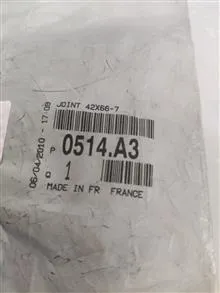 JOINT 42X66-7
06/04/2010 - 17:09
P 0514.A3
Q 1
MADE IN FR FRANCE